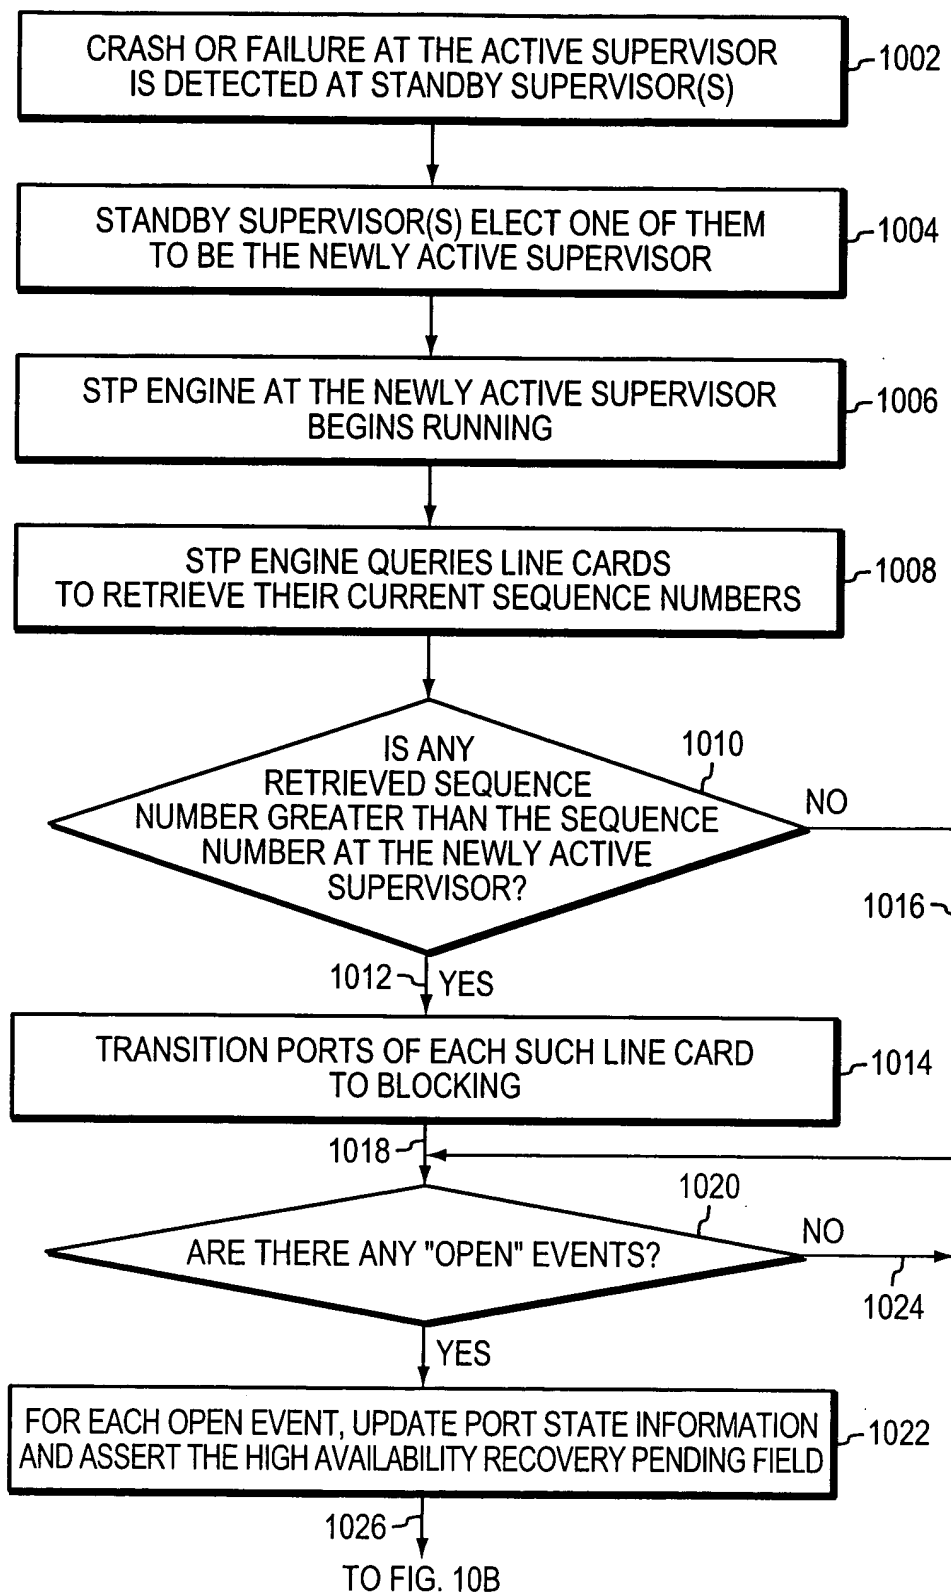 CRASH OR FAILURE AT THE ACTIVE SUPERVISOR
IS DETECTED AT STANDBY SUPERVISOR(S)
1002
STANDBY SUPERVISOR(S) ELECT ONE OF THEM
TO BE THE NEWLY ACTIVE SUPERVISOR
1004
STP ENGINE AT THE NEWLY ACTIVE SUPERVISOR
BEGINS RUNNING
1006
STP ENGINE QUERIES LINE CARDS
TO RETRIEVE THEIR CURRENT SEQUENCE NUMBERS
1008
IS ANY
RETRIEVED SEQUENCE
NUMBER GREATER THAN THE SEQUENCE
NUMBER AT THE NEWLY ACTIVE
SUPERVISOR?
1010
NO
1016
1012
YES
TRANSITION PORTS OF EACH SUCH LINE CARD
TO BLOCKING
1014
1018
ARE THERE ANY "OPEN" EVENTS?
1020
NO
1024
YES
FOR EACH OPEN EVENT, UPDATE PORT STATE INFORMATION
AND ASSERT THE HIGH AVAILABILITY RECOVERY PENDING FIELD
1022
1026
TO FIG. 10B